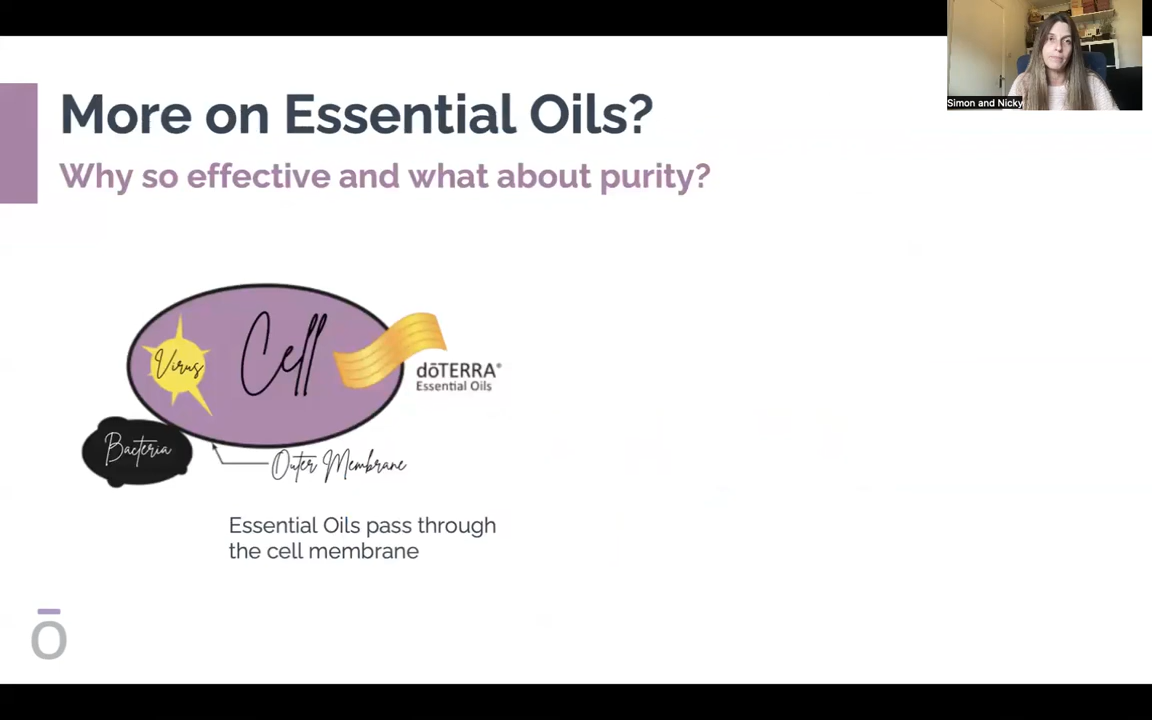 More on Essential Oils?
Simon and Nicky
Why so effective and what about purity?
Cell
Virus
dōTERRA®
Essential Oils
Bacteria
Outer Membrane
Essential Oils pass through
the cell membrane
ō